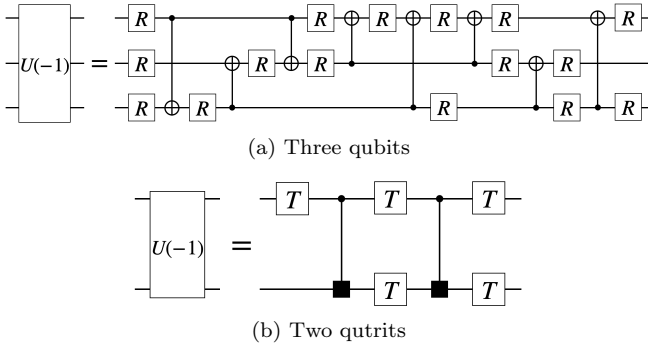 R R R R R R
U(−1) = R R R R R
R R R R R
(a) Three qubits
T T T
U(−1) =
T T
(b) Two qutrits